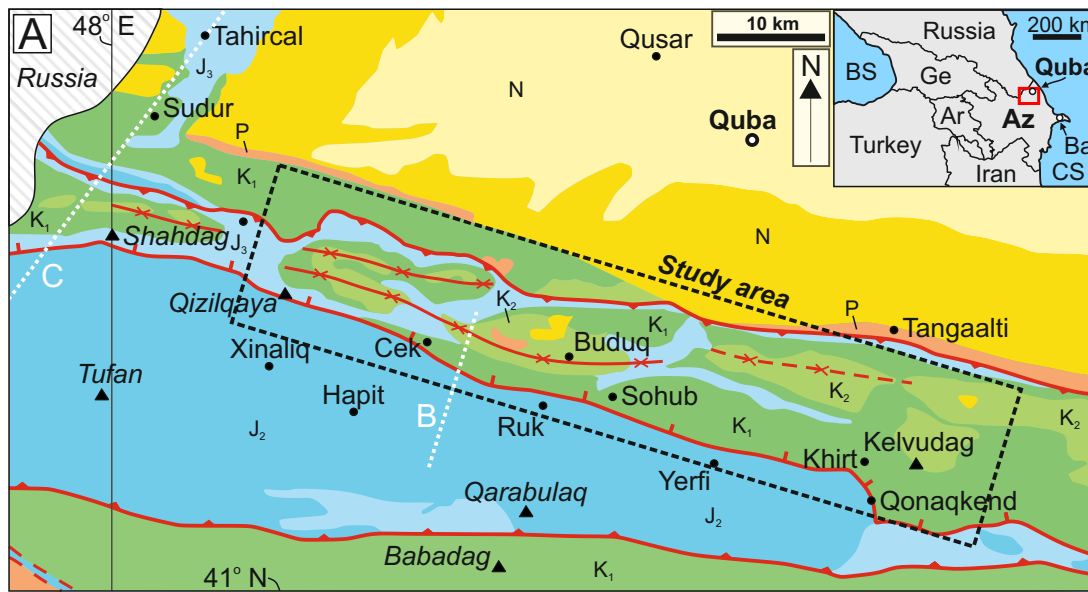 A
48° E
Russia
Tahircal
J3
Sudur
P
K1
Qusar
N
Quba
10 km
N
Russia
200 km
BS
Ge
Quba
Ar
Az
Turkey
Iran
Ba
CS
K1
Shahdag
J3
C
Study area
N
Qizilqaya
K2
K1
P
Tangaalti
Xinaliq
Cek
Buduq
Tufan
Hapit
B
Ruk
Sohub
K2
K2
J2
K1
Khirt
Kelvudag
Yerfi
Qarabulaq
J2
Qonaqkend
Babadag
K1
41° N